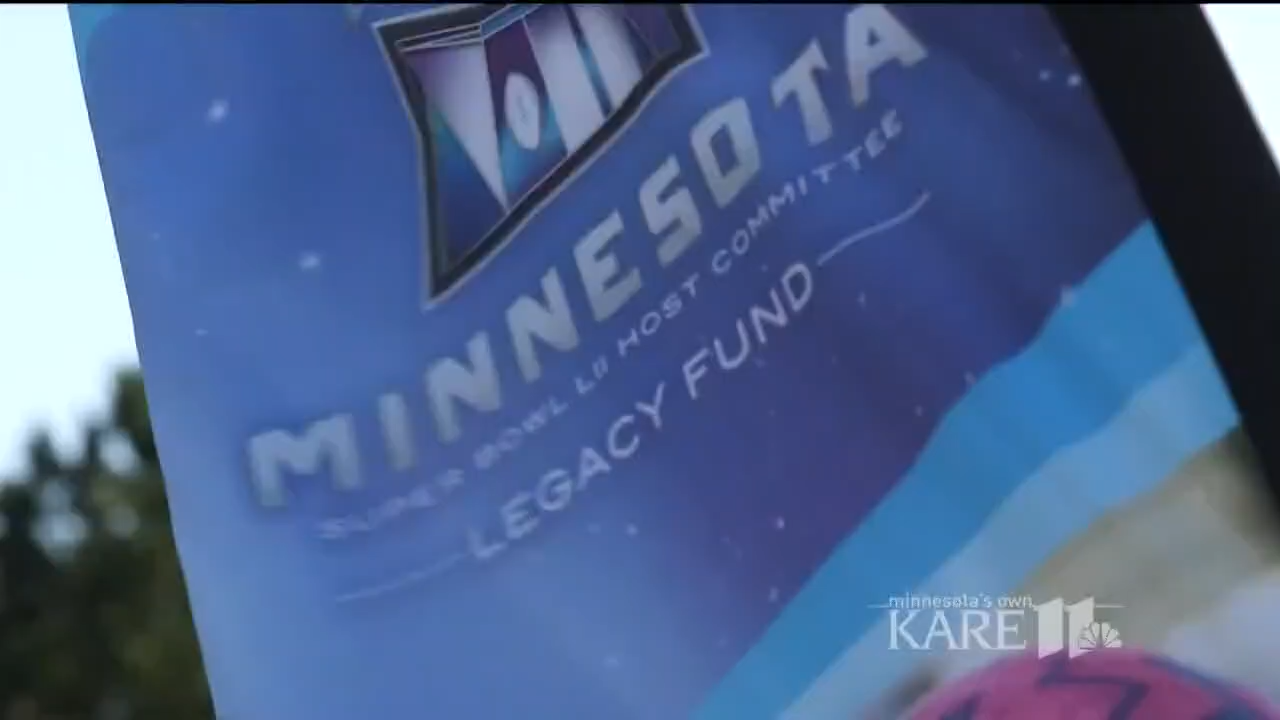 MINNESOTA
SUPER BOWL LII HOST COMMITTEE
LEGACY FUND
minnesota's own
KARE 11